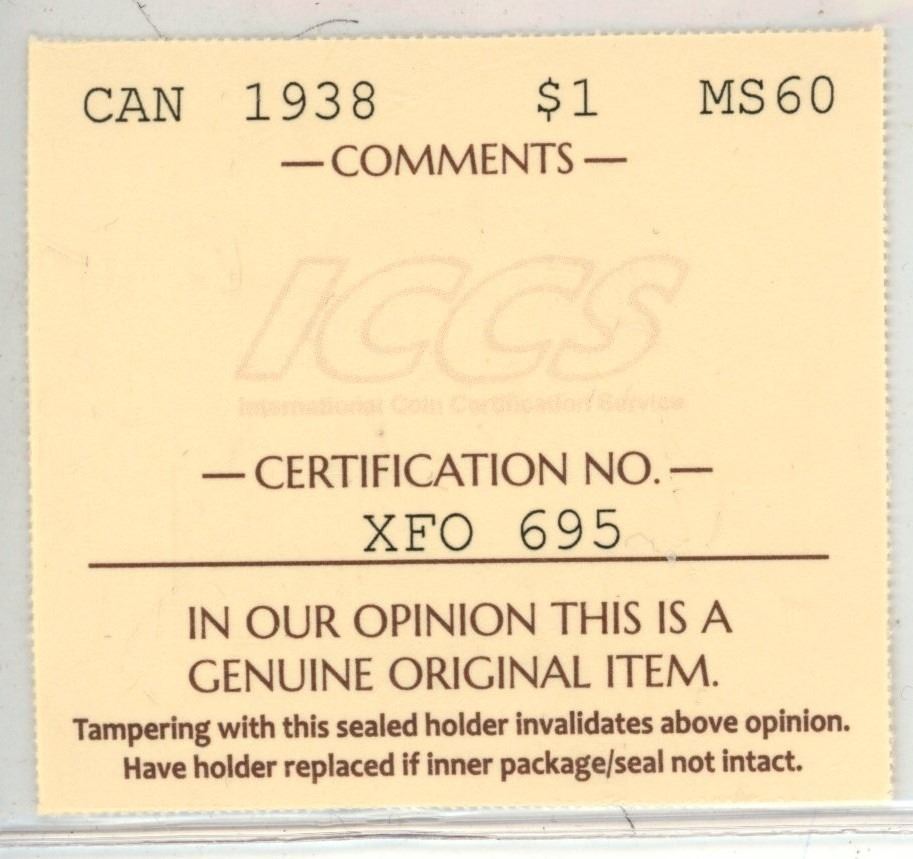 CAN 1938 $1 MS60
— COMMENTS —
ICCS
International Coin Certification Service
— CERTIFICATION NO. —
XFO 695
IN OUR OPINION THIS IS A
GENUINE ORIGINAL ITEM.
Tampering with this sealed holder invalidates above opinion.
Have holder replaced if inner package/seal not intact.